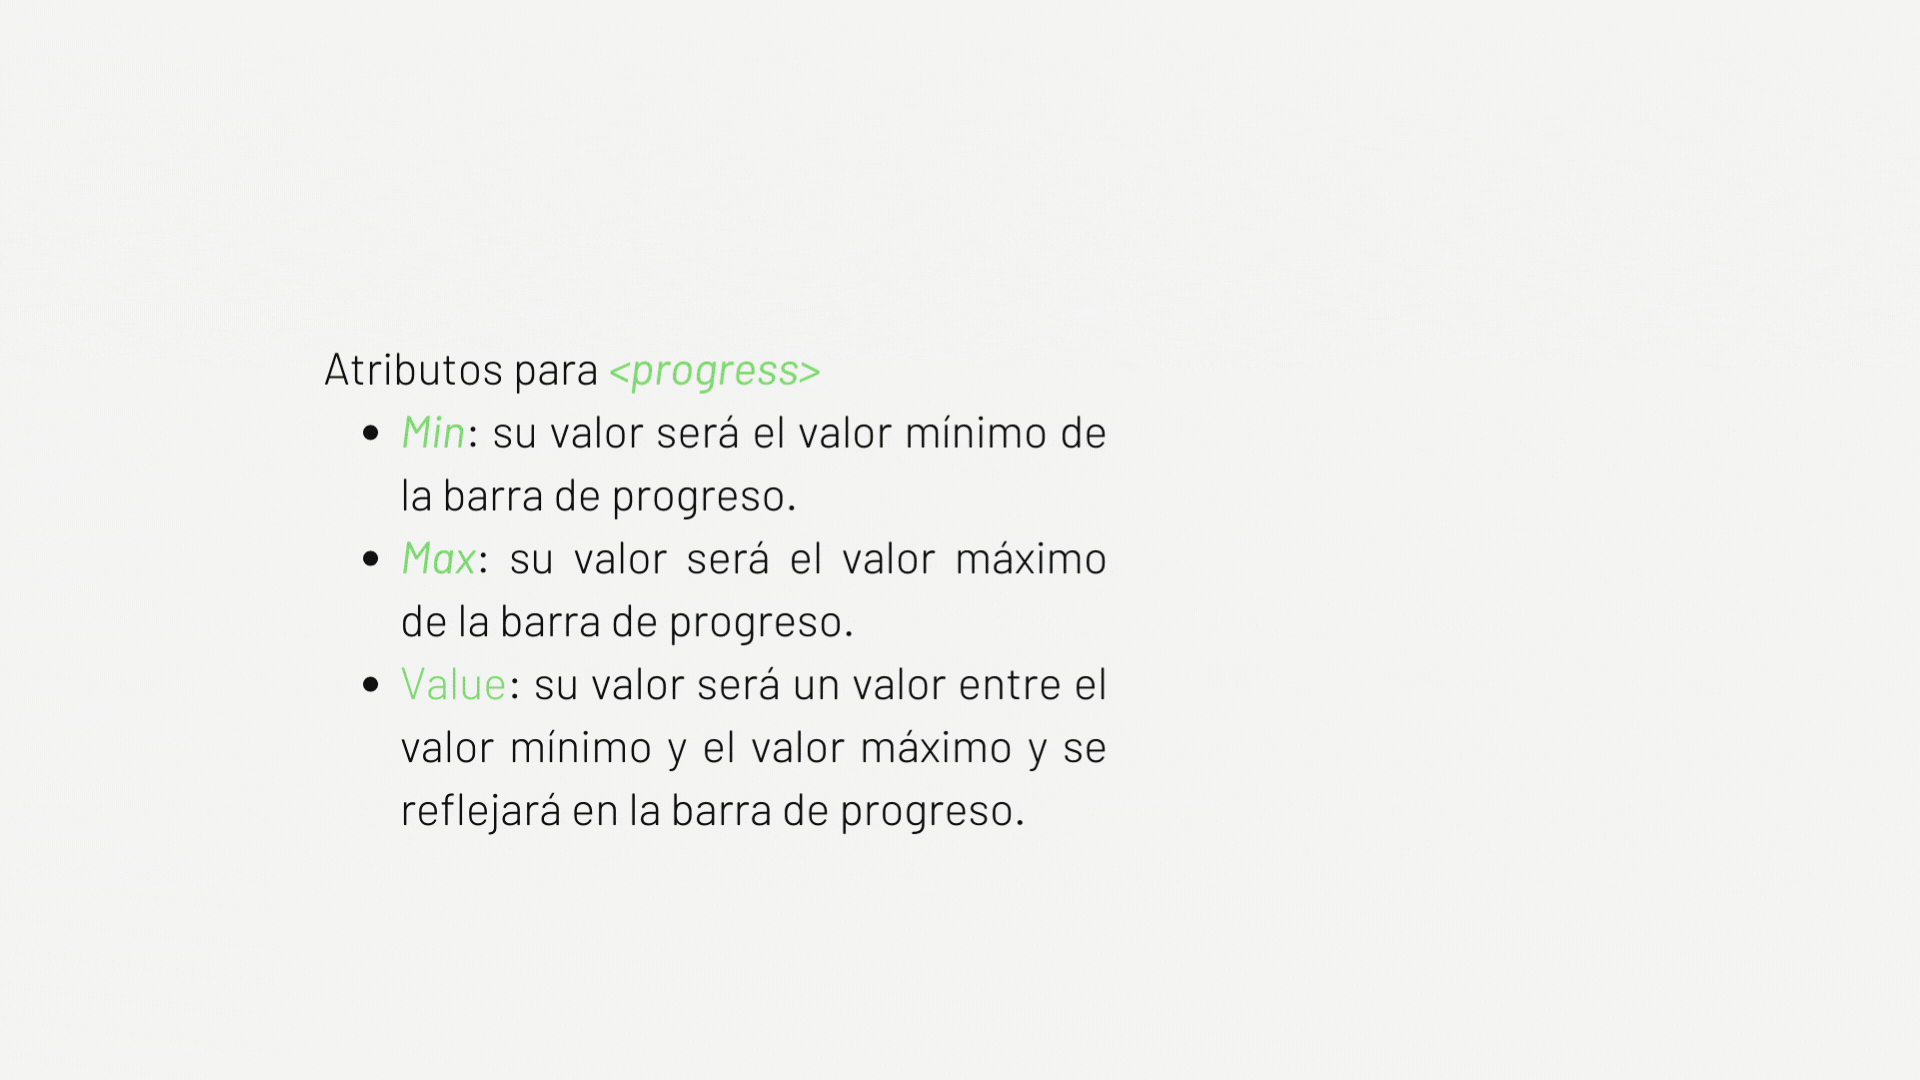 Atributos para <progress>
• Min: su valor será el valor mínimo de
la barra de progreso.
• Max: su valor será el valor máximo
de la barra de progreso.
• Value: su valor será un valor entre el
valor mínimo y el valor máximo y se
reflejará en la barra de progreso.